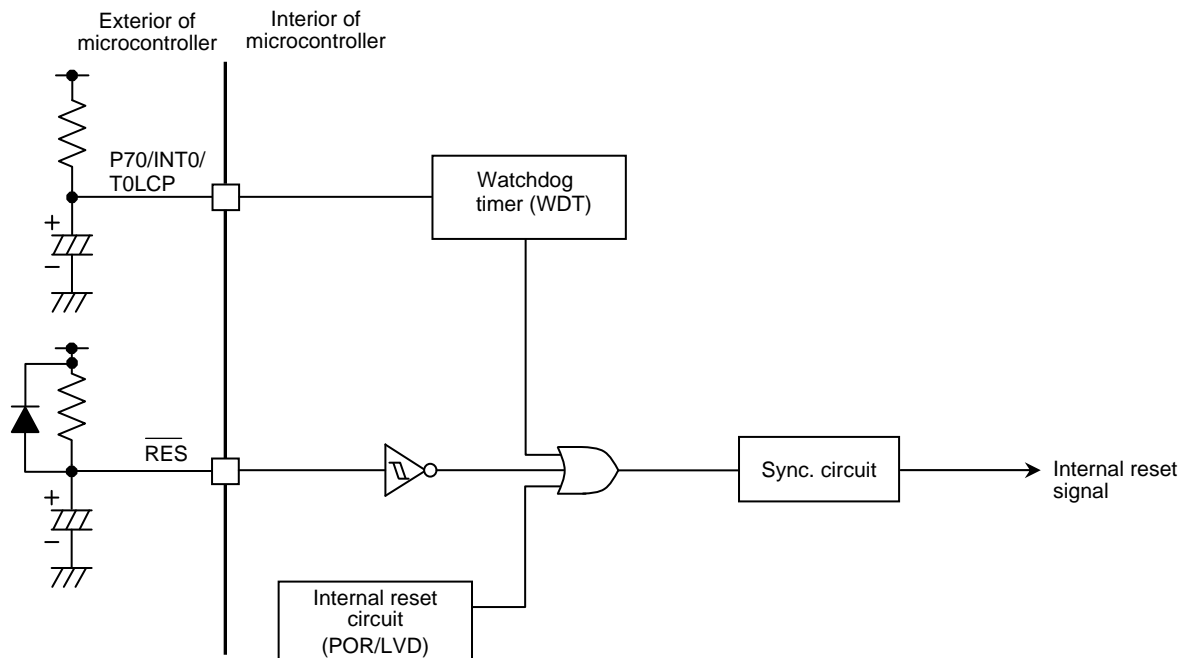 Exterior of
microcontroller
Interior of
microcontroller
P70/INT0/
T0LCP
+
−
Watchdog
timer (WDT)
RES
+
−
Sync. circuit
Internal reset
signal
Internal reset
circuit
(POR/LVD)